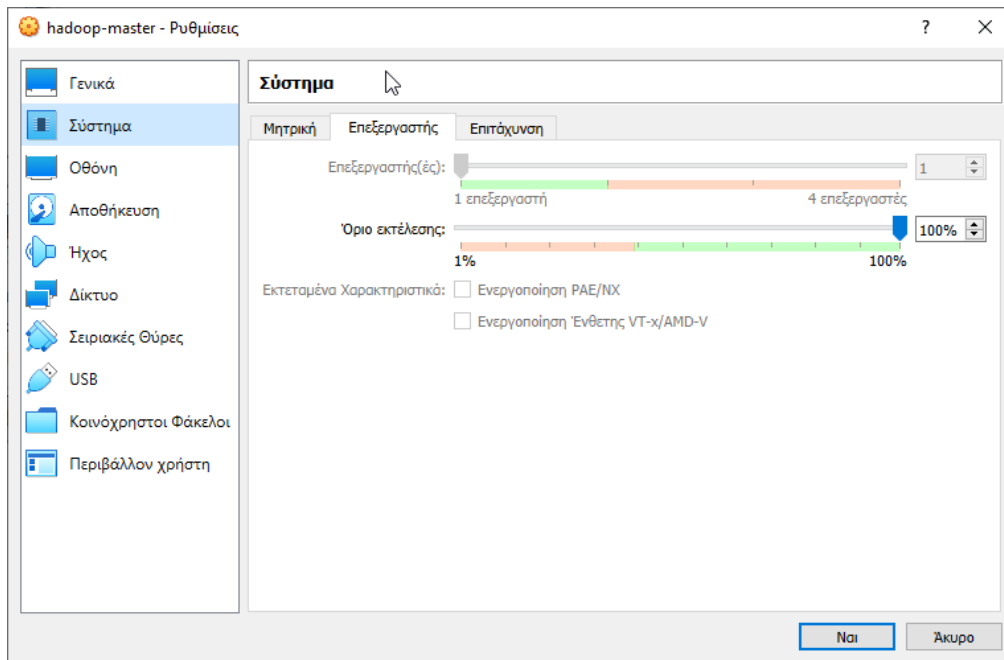 hadoop-master - Ρυθμίσεις
?
Γενικά
Σύστημα
Οθόνη
Αποθήκευση
Ήχος
Δίκτυο
Σειριακές Θύρες
USB
Κοινόχρηστοι Φάκελοι
Περιβάλλον χρήστη
Σύστημα
Μητρική Επεξεργαστής Επιτάχυνση
Επεξεργαστής(ές): 1
1 επεξεργαστή 4 επεξεργαστές
Όριο εκτέλεσης: 100%
1% 100%
Εκτεταμένα Χαρακτηριστικά: Ενεργοποίηση PAE/NX
Ενεργοποίηση Ένθετης VT-x/AMD-V
Ναι Άκυρο